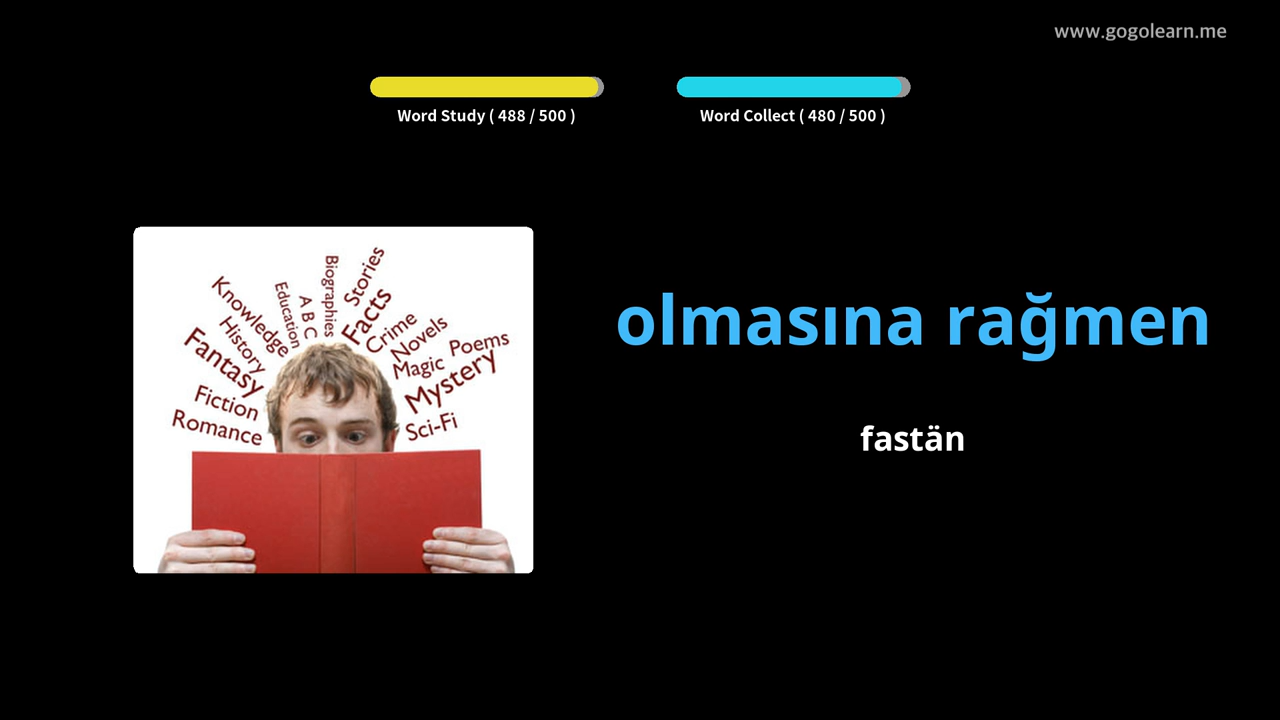 www.gogolearn.me
Word Study ( 488 / 500 )
Word Collect ( 480 / 500 )
Knowledge
Education
A B C
Biographies
Stories
Facts
History
Crime
Novels
Fantasy
Magic
Poems
Mystery
Fiction
Romance
Sci-Fi
olmasına rağmen
fastän